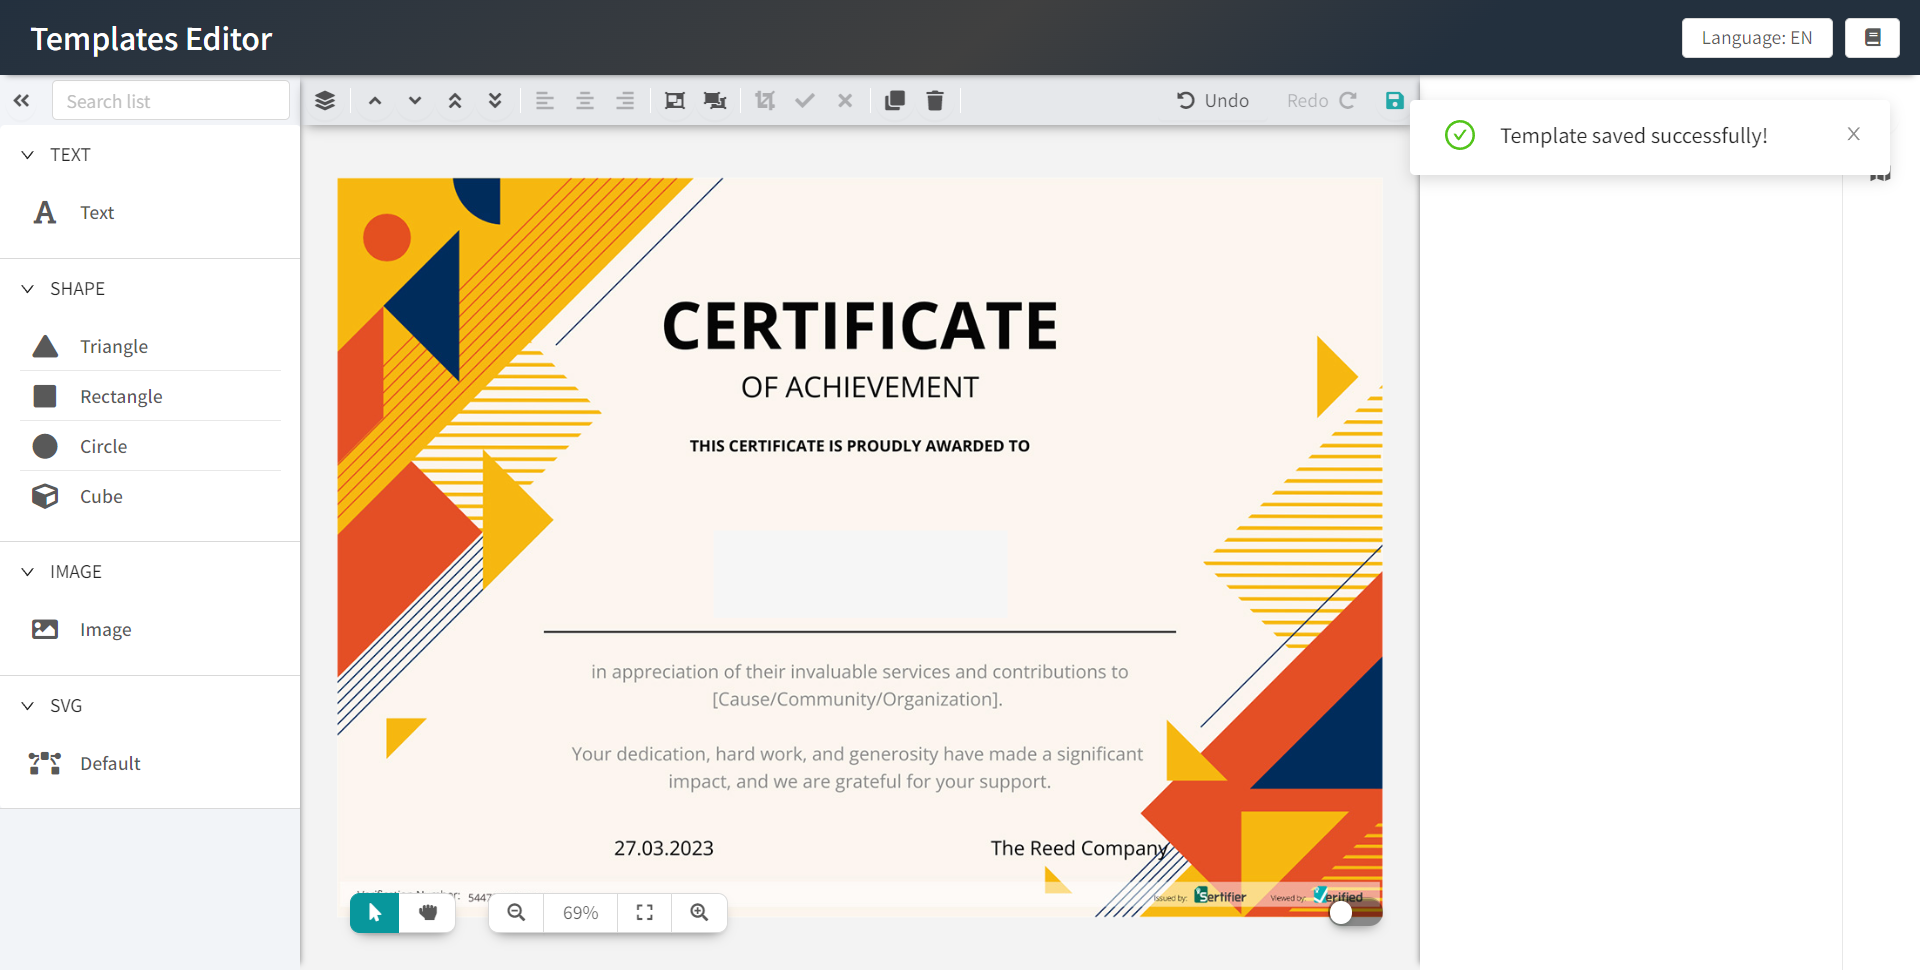 Templates Editor
Language: EN
Search list
Undo
Redo
Template saved successfully!
TEXT
Text
SHAPE
Triangle
Rectangle
Circle
Cube
IMAGE
Image
SVG
Default
CERTIFICATE
OF ACHIEVEMENT
THIS CERTIFICATE IS PROUDLY AWARDED TO
in appreciation of their invaluable services and contributions to
[Cause/Community/Organization].
Your dedication, hard work, and generosity have made a significant
impact, and we are grateful for your support.
27.03.2023
The Reed Company
Issued by: Sertifier
Viewed by: Verified
69%